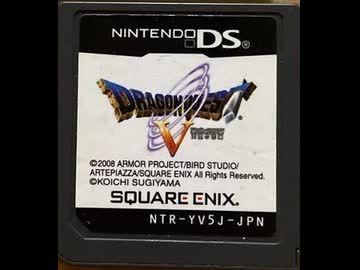 NINTENDO DS®
DRAGON QUEST
V
©2008 ARMOR PROJECT/BIRD STUDIO/
ARTEPIAZZA/SQUARE ENIX All Rights Reserved.
©KOICHI SUGIYAMA
SQUARE ENIX.
NTR-YV5J-JPN